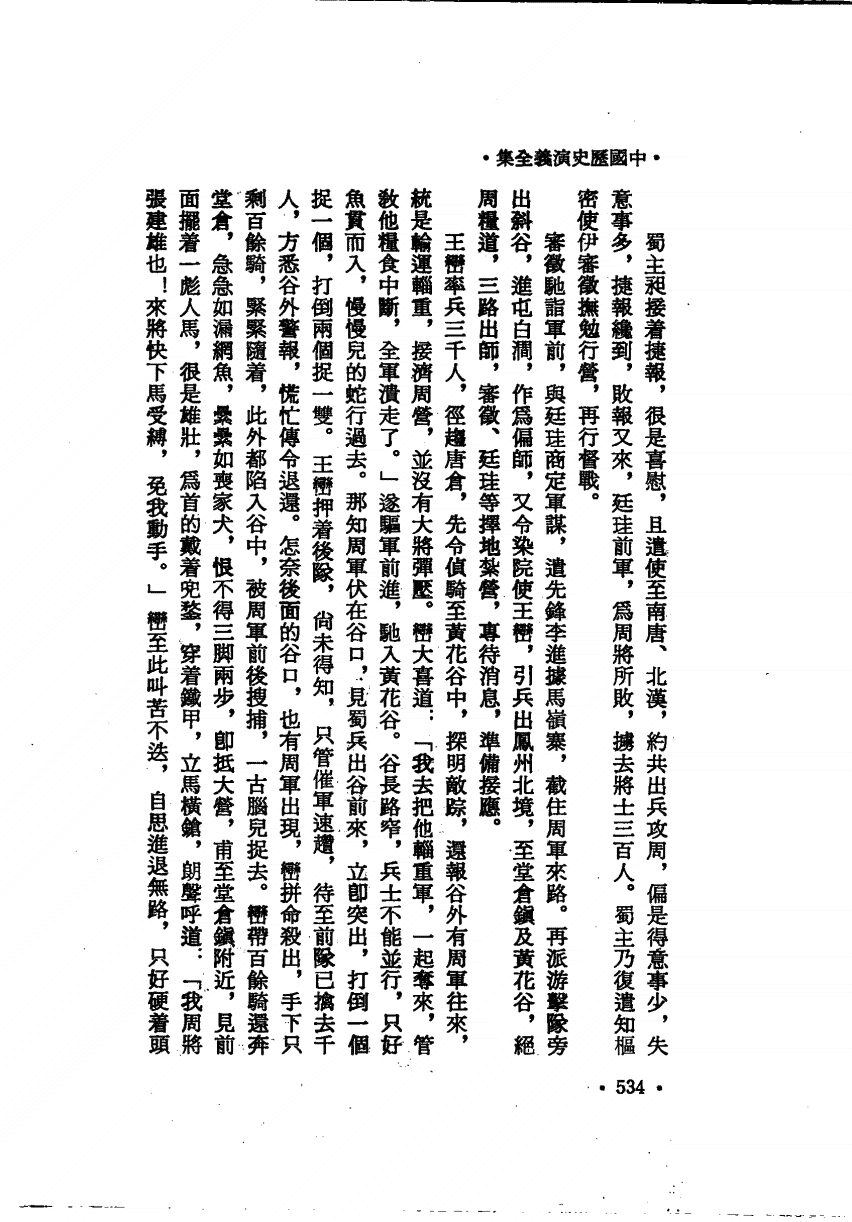 ·中國歷史演義全集·
蜀主昶接着捷報，很是喜慰，且遣使至南唐、北漢，約共出兵攻周，偏是得意事少，失
意事多，捷報纔到，敗報又來，廷珪前軍，爲周將所敗，擄去將士三百人。蜀主乃復遣知樞
密使伊審徵撫勉行營，再行督戰。
審徵馳詣軍前，與廷珪商定軍謀，遣先鋒李進據馬嶺寨，截住周軍來路。再派游擊隊旁
出斜谷，進屯白澗，作爲偏師，又令染院使王巒，引兵出鳳州北境，至堂倉鎭及黃花谷，絕
周糧道，三路出師，審徵、廷珪等擇地紮營，專待消息，準備接應。
王巒率兵三千人，徑趨唐倉，先令偵騎至黃花谷中，探明敵踪，還報谷外有周軍往來，
統是輸運輜重，接濟周營，並沒有大將彈壓。巒大喜道：「我去把他輜重軍，一起奪來，管
敎他糧食中斷，全軍潰走了。」遂驅軍前進，馳入黃花谷。谷長路窄，兵士不能並行，只好
魚貫而入，慢慢兒的蛇行過去。那知周軍伏在谷口，見蜀兵出谷前來，立卽突出，打倒一個
捉一個，打倒兩個捉一雙。王巒押着後隊，尙未得知，只管催軍速趲，待至前隊已擒去千
人，方悉谷外警報，慌忙傳令退還。怎奈後面的谷口，也有周軍出現，巒拼命殺出，手下只
剩百餘騎，緊緊隨着，此外都陷入谷中，被周軍前後搜捕，一古腦兒捉去。巒帶百餘騎還奔
堂倉，急急如漏網魚，纍纍如喪家犬，恨不得三脚兩步，卽抵大營，甫至堂倉鎭附近，見前
面擺着一彪人馬，很是雄壯，爲首的戴着兜鍪，穿着鐵甲，立馬橫鎗，朗聲呼道：「我周將
張建雄也！來將快下馬受縛，免我動手。」巒至此叫苦不迭，自思進退無路，只好硬着頭
·534·